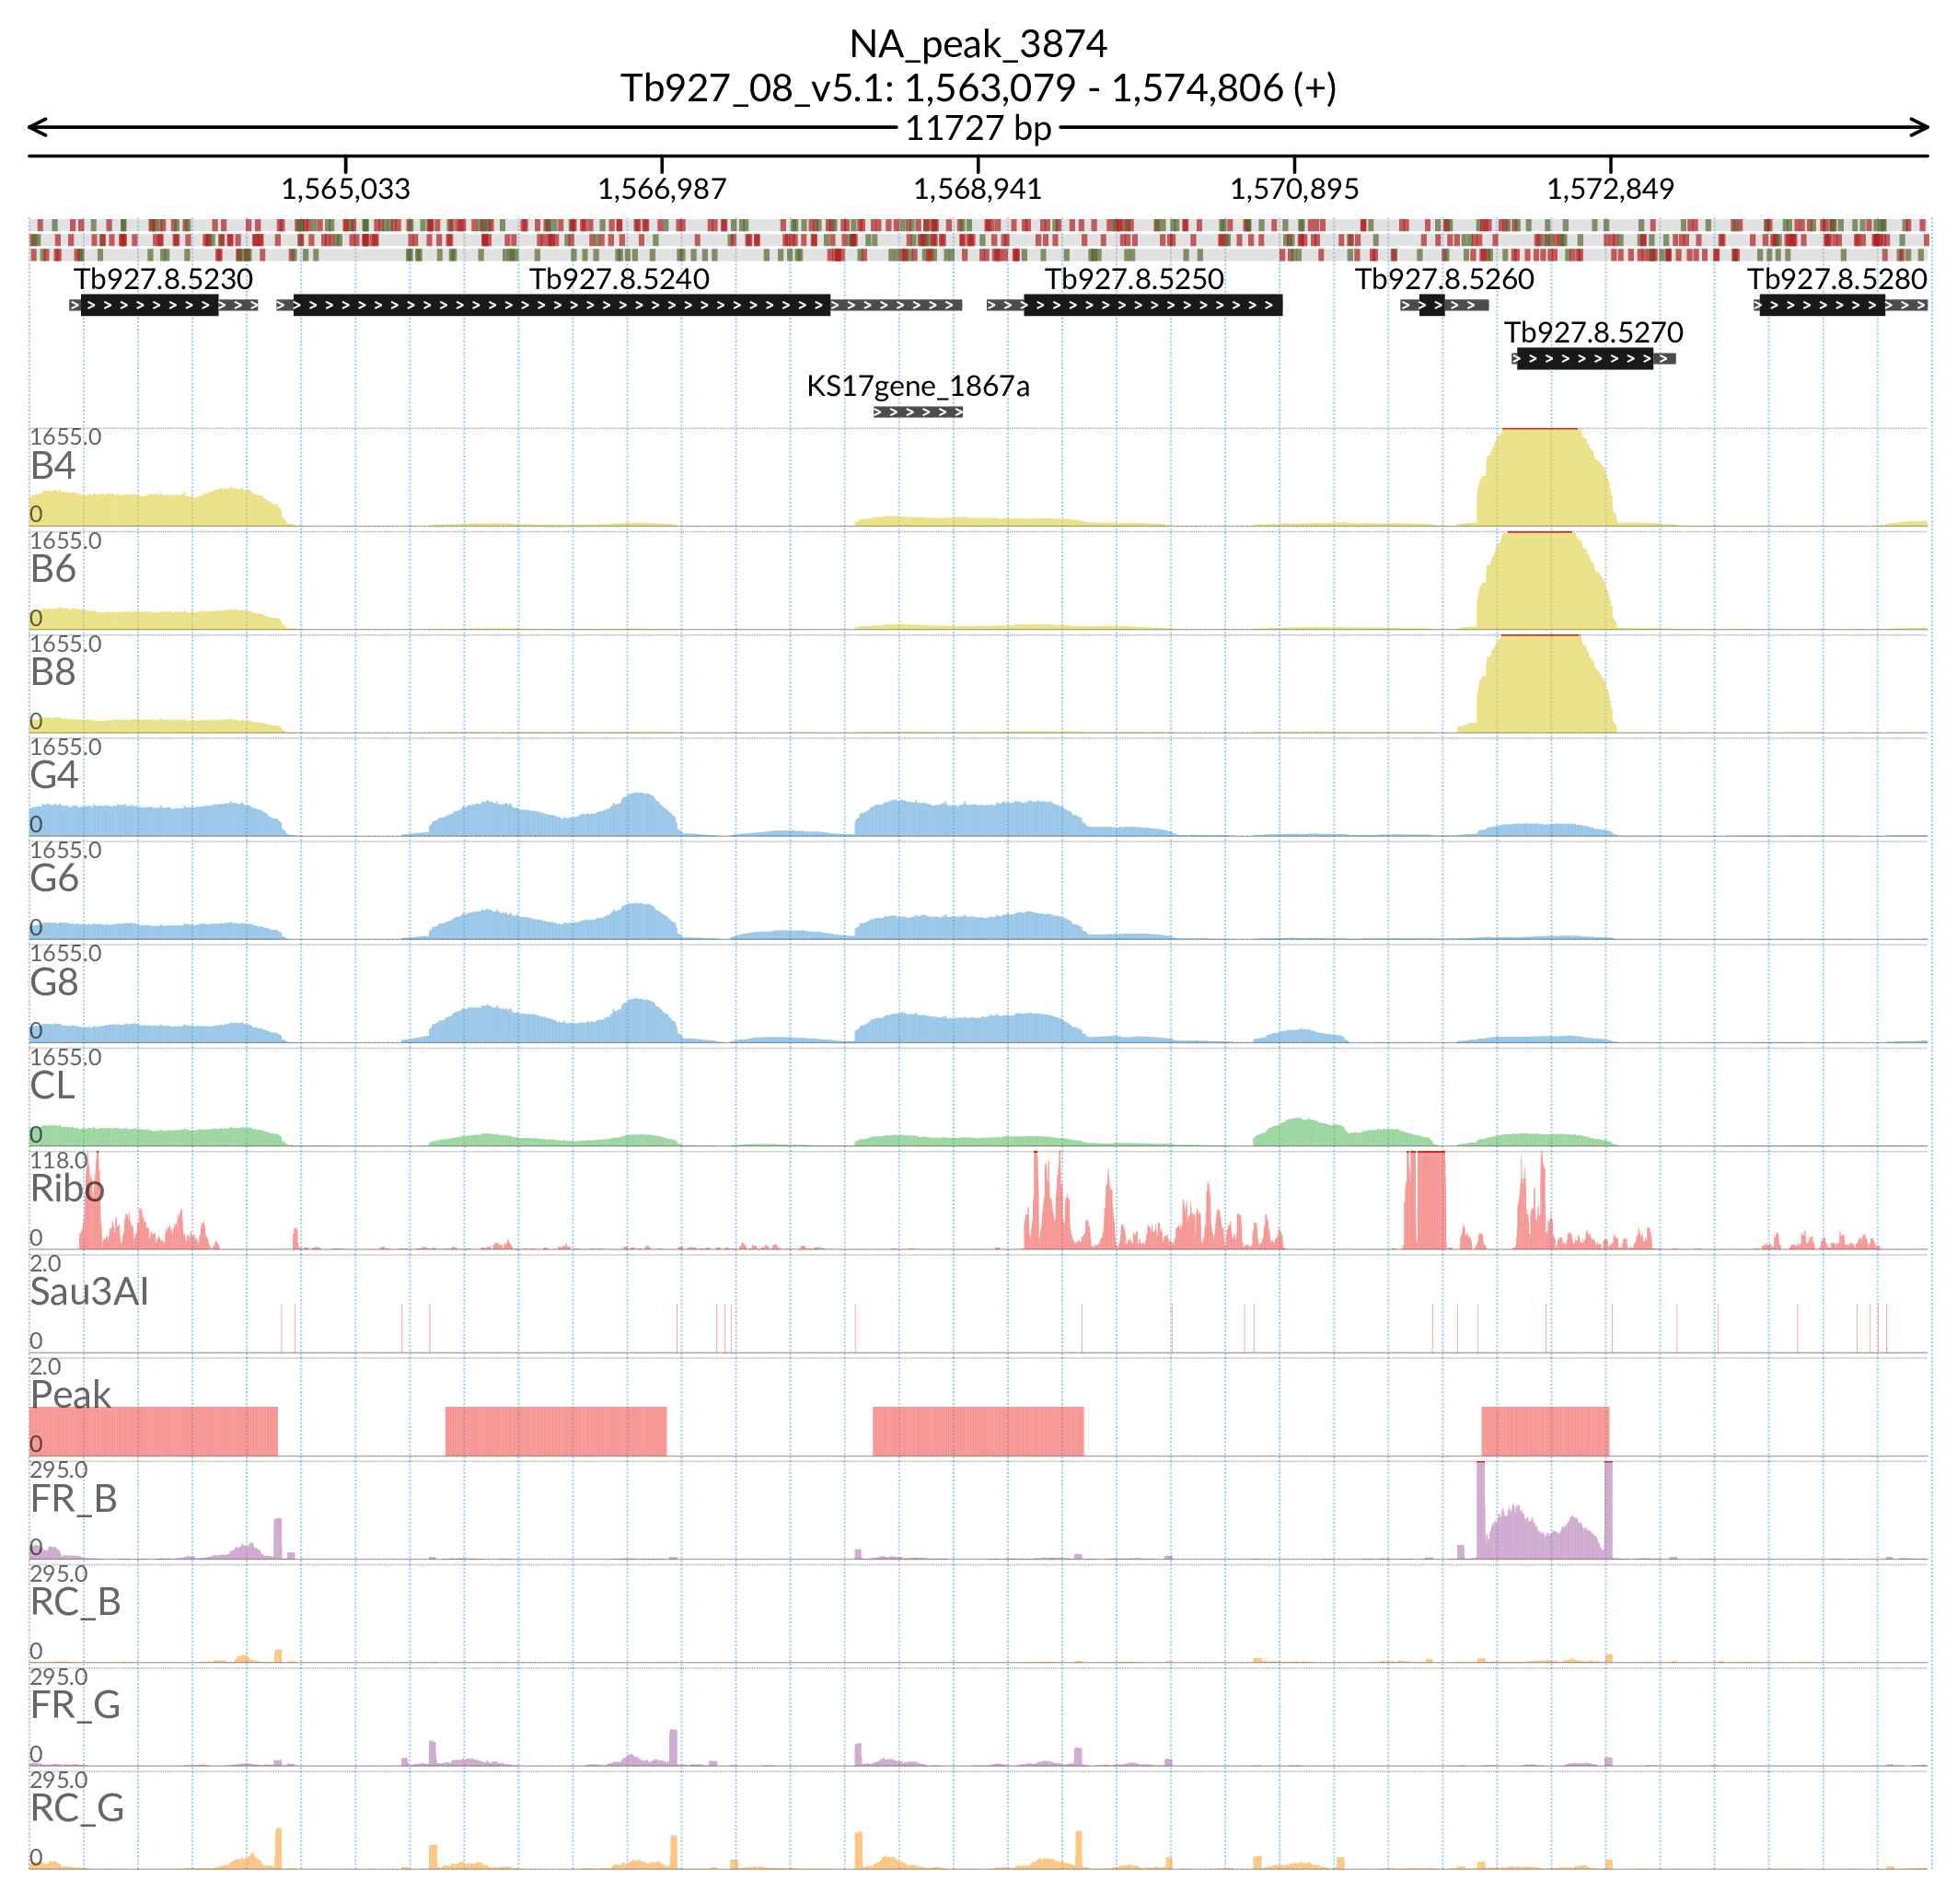 NA_peak_3874
Tb927_08_v5.1: 1,563,079 - 1,574,806 (+)
11727 bp
1,565,033 1,566,987 1,568,941 1,570,895 1,572,849
Tb927.8.5230 Tb927.8.5240 Tb927.8.5250 Tb927.8.5260 Tb927.8.5280
Tb927.8.5270
KS17gene_1867a
1655.0
B4
0
1655.0
B6
0
1655.0
B8
0
1655.0
G4
0
1655.0
G6
0
1655.0
G8
0
1655.0
CL
0
118.0
Ribo
0
2.0
Sau3AI
0
2.0
Peak
0
295.0
FR_B
0
295.0
RC_B
0
295.0
FR_G
0
295.0
RC_G
0